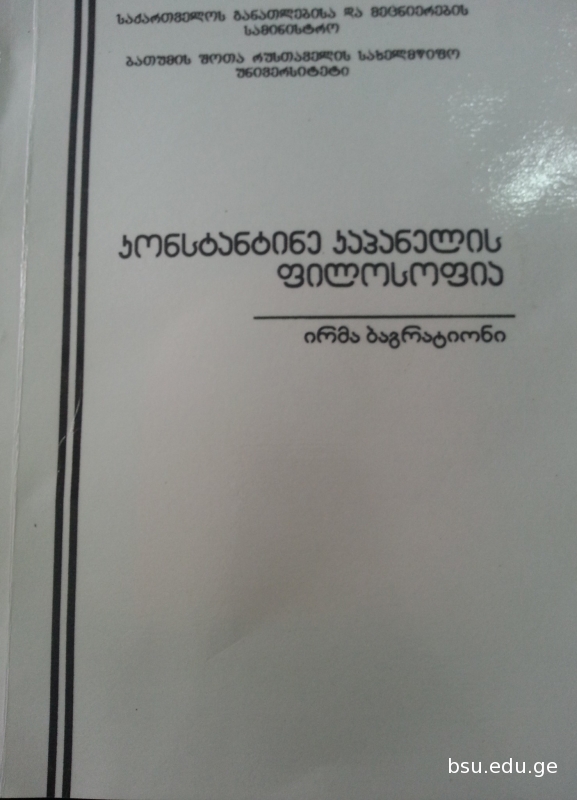 საქართველოს განათლებისა და მეცნიერების
სამინისტრო
ბათუმის შოთა რუსთაველის სახელმწიფო
უნივერსიტეტი
კონსტანტინე კაპანელის
ფილოსოფია
ირმა ბაგრატიონი
bsu.edu.ge